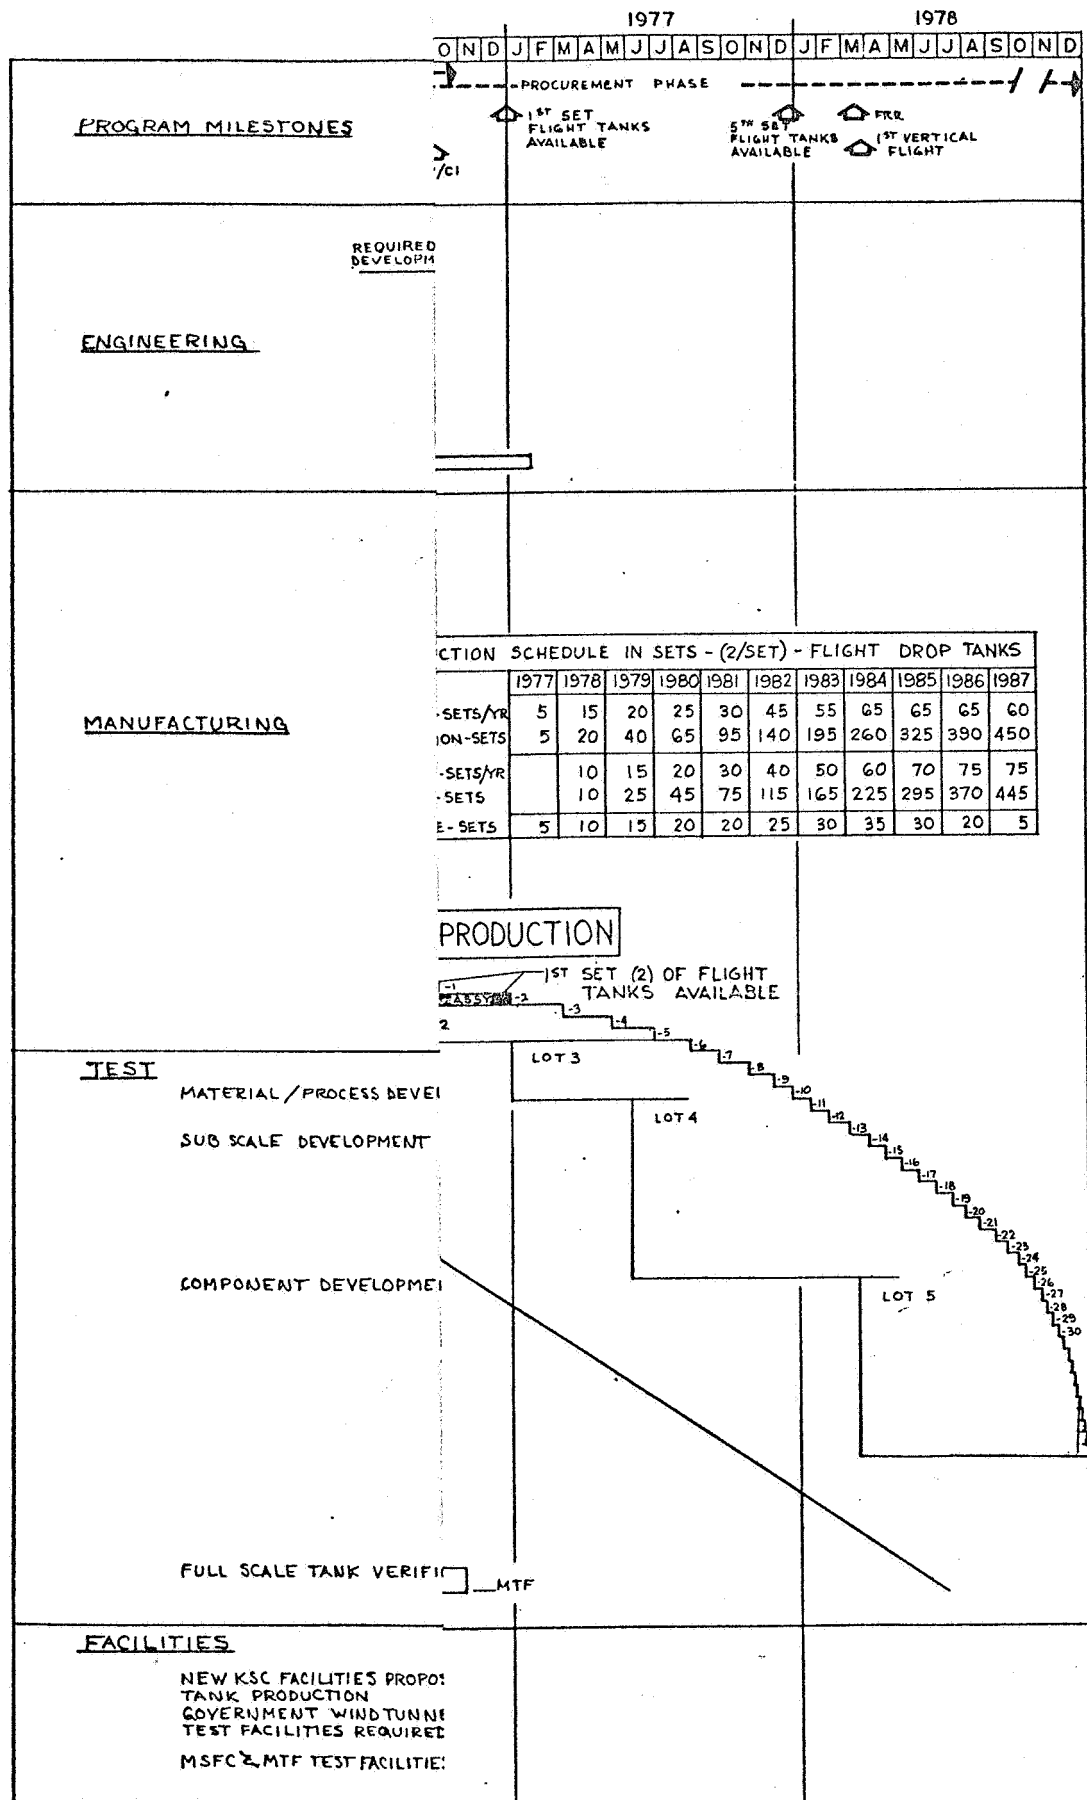 1977 1978
O N D J F M A M J J A S O N D J F M A M J J A S O N D
PROCUREMENT PHASE
PROGRAM MILESTONES
1ST SET
FLIGHT TANKS
AVAILABLE
5TH SET
FLIGHT TANKS
AVAILABLE
FRR
1ST VERTICAL
FLIGHT
/CI
REQUIRED
DEVELOPM
ENGINEERING
MANUFACTURING
CTION SCHEDULE IN SETS - (2/SET) - FLIGHT DROP TANKS
1977 1978 1979 1980 1981 1982 1983 1984 1985 1986 1987
-SETS/YR 5 15 20 25 30 45 55 65 65 65 60
ION-SETS 5 20 40 65 95 140 195 260 325 390 450
-SETS/YR 10 15 20 30 40 50 60 70 75 75
-SETS 10 25 45 75 115 165 225 295 370 445
E-SETS 5 10 15 20 20 25 30 35 30 20 5
PRODUCTION
1ST SET (2) OF FLIGHT
TANKS AVAILABLE
-1
ASSY
-2
-3
2
-4
-5
-6
-7
-8
-9
-10
-11
-12
-13
-14
-15
-16
-17
-18
-19
-20
-21
-22
-23
-24
-25
-26
-27
-28
-29
-30
LOT 3
LOT 4
LOT 5
TEST
MATERIAL / PROCESS DEVEL
SUB SCALE DEVELOPMENT
COMPONENT DEVELOPME
FULL SCALE TANK VERIFI
MTF
FACILITIES
NEW KSC FACILITIES PROPOS
TANK PRODUCTION
GOVERNMENT WIND TUNNE
TEST FACILITIES REQUIRED
MSFC & MTF TEST FACILITIES